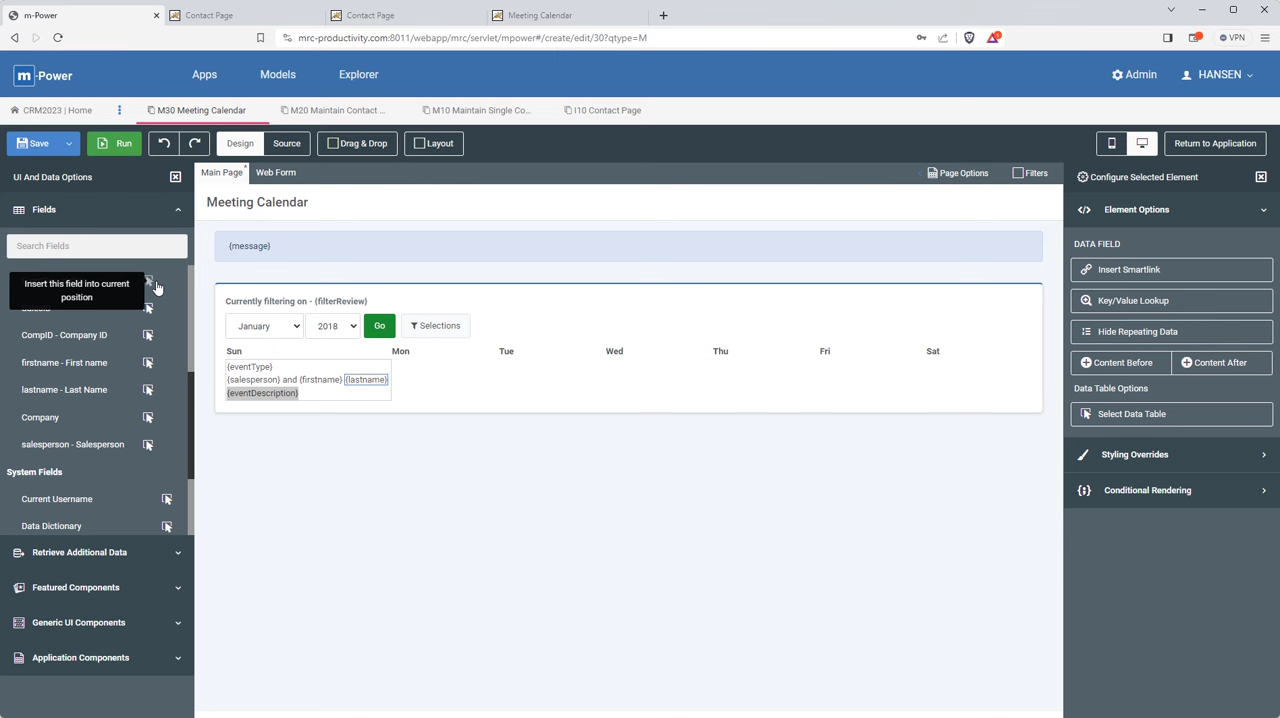 m-Power
Contact Page
Contact Page
Meeting Calendar
mrc-productivity.com:8011/webapp/mrc/servlet/mpower#/create/edit/30?qtype=M
VPN
m -Power
Apps
Models
Explorer
Admin
HANSEN
CRM2023 | Home
M30 Meeting Calendar
M20 Maintain Contact ...
M10 Maintain Single Co...
I10 Contact Page
Save
Run
Design
Source
Drag & Drop
Layout
Return to Application
UI And Data Options
Main Page*
Web Form
Page Options
Filters
Configure Selected Element
Fields
Meeting Calendar
Element Options
Search Fields
{message}
DATA FIELD
Insert this field into current
position
Insert Smartlink
Currently filtering on - {filterReview}
Key/Value Lookup
January
2018
Go
Selections
CompID - Company ID
Hide Repeating Data
Sun
Mon
Tue
Wed
Thu
Fri
Sat
firstname - First name
{eventType}
Content Before
Content After
{salesperson} and {firstname} {lastname}
lastname - Last Name
{eventDescription}
Data Table Options
Company
Select Data Table
salesperson - Salesperson
Styling Overrides
System Fields
Conditional Rendering
Current Username
Data Dictionary
Retrieve Additional Data
Featured Components
Generic UI Components
Application Components